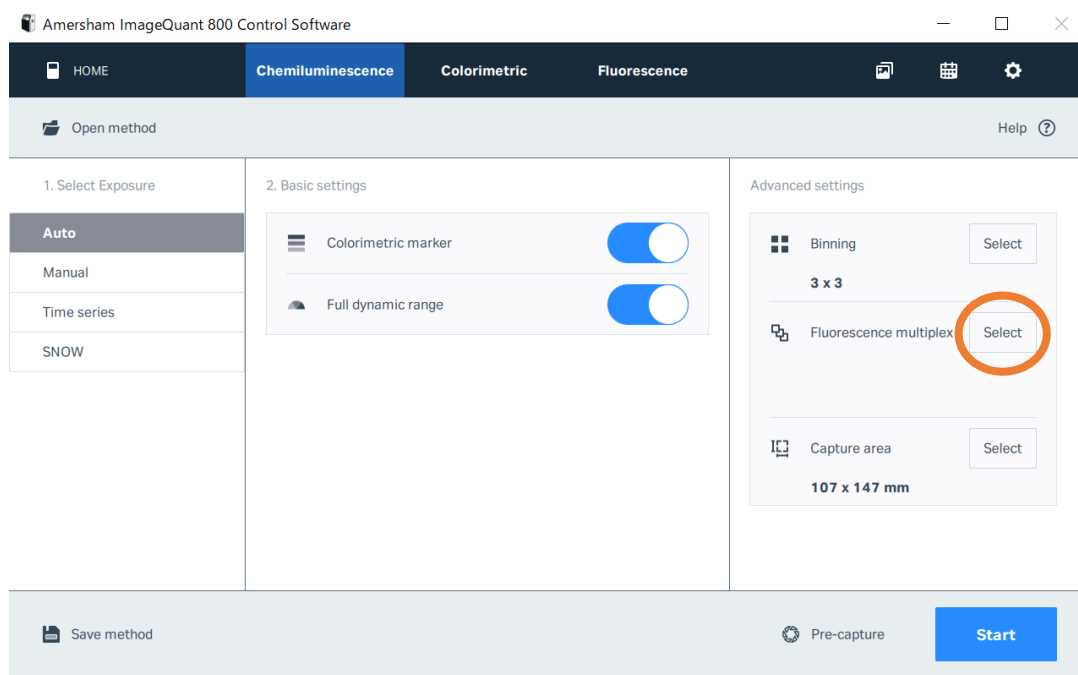 Amersham ImageQuant 800 Control Software
HOME
Chemiluminescence
Colorimetric
Fluorescence
Open method
Help ?
1. Select Exposure
Auto
Manual
Time series
SNOW
2. Basic settings
Colorimetric marker
Full dynamic range
Advanced settings
Binning
Select
3 x 3
Fluorescence multiplex
Select
Capture area
Select
107 x 147 mm
Save method
Pre-capture
Start